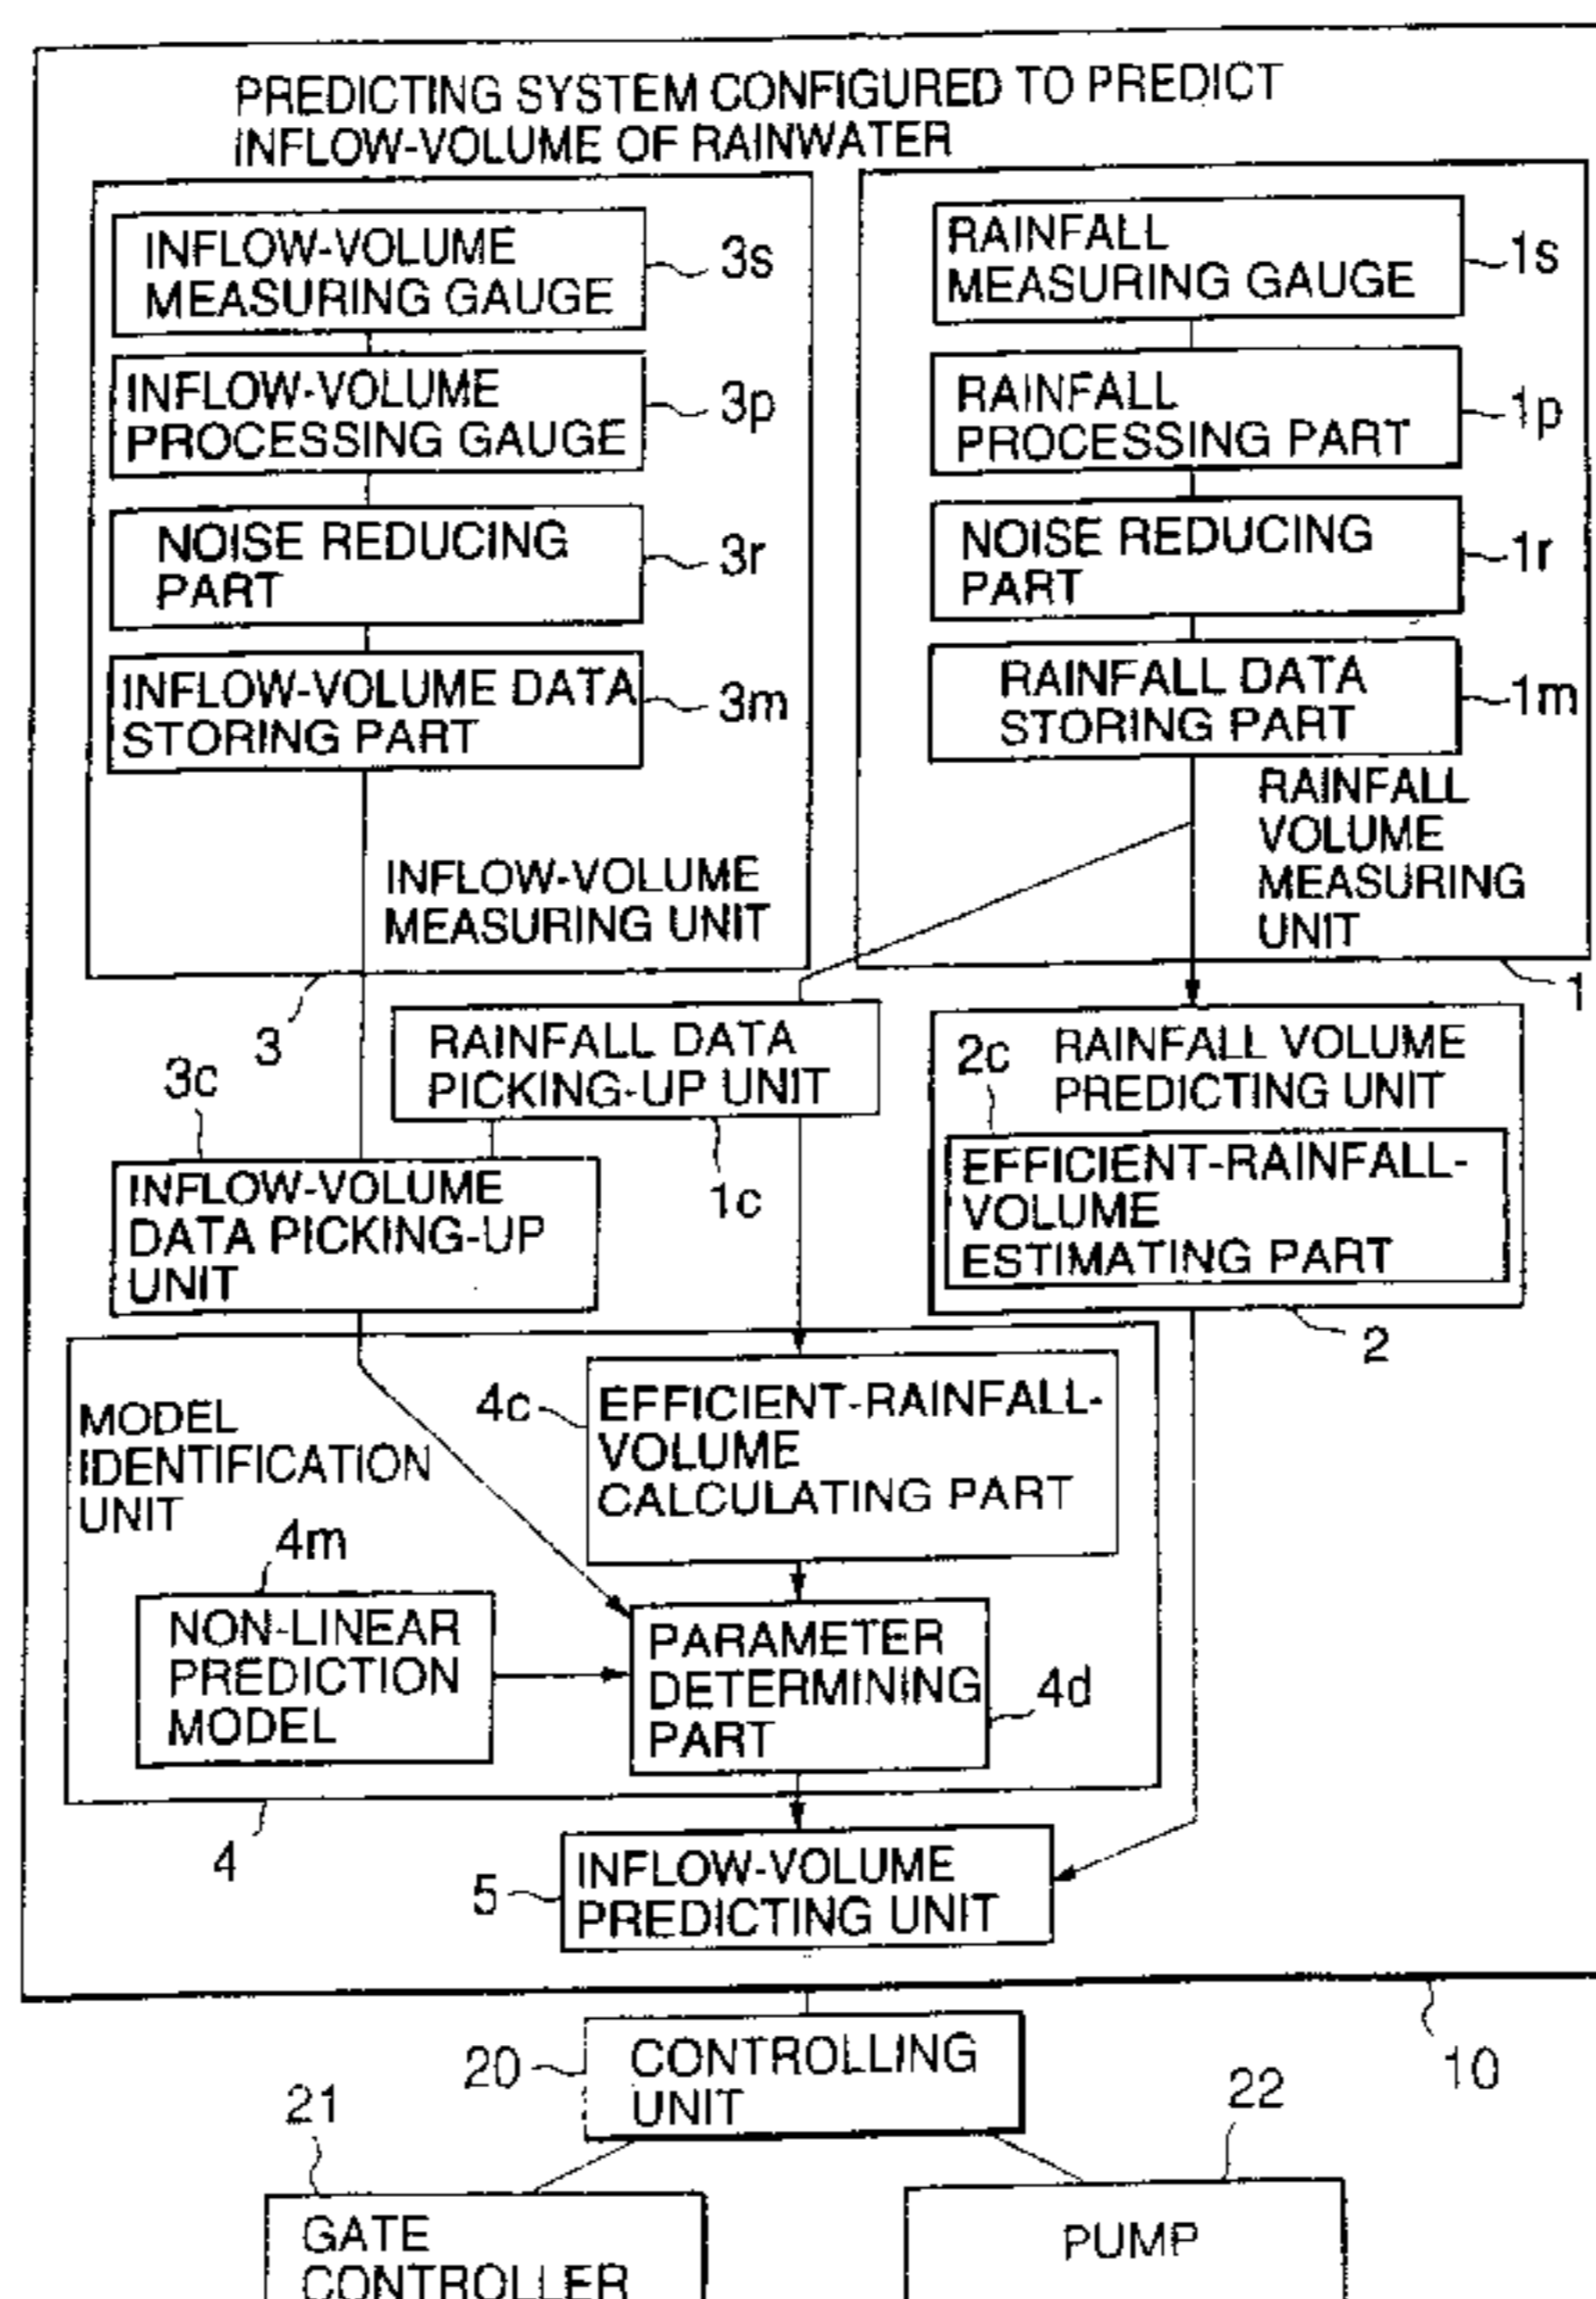 PREDICTING SYSTEM CONFIGURED TO PREDICT
INFLOW-VOLUME OF RAINWATER
INFLOW-VOLUME
MEASURING GAUGE
3s
INFLOW-VOLUME
PROCESSING GAUGE
3p
NOISE REDUCING
PART
3r
INFLOW-VOLUME DATA
STORING PART
3m
INFLOW-VOLUME
MEASURING UNIT
3
RAINFALL
MEASURING GAUGE
1s
RAINFALL
PROCESSING PART
1p
NOISE REDUCING
PART
1r
RAINFALL DATA
STORING PART
1m
RAINFALL
VOLUME
MEASURING
UNIT
1
RAINFALL DATA
PICKING-UP UNIT
1c
3c
INFLOW-VOLUME
DATA PICKING-UP
UNIT
2c
RAINFALL VOLUME
PREDICTING UNIT
EFFICIENT-RAINFALL-
VOLUME
ESTIMATING PART
2
MODEL
IDENTIFICATION
UNIT
4c
EFFICIENT-RAINFALL-
VOLUME
CALCULATING PART
4m
NON-LINEAR
PREDICTION
MODEL
PARAMETER
DETERMINING
PART
4d
4
5
INFLOW-VOLUME
PREDICTING UNIT
10
20
CONTROLLING
UNIT
21
GATE
CONTROLLER
22
PUMP